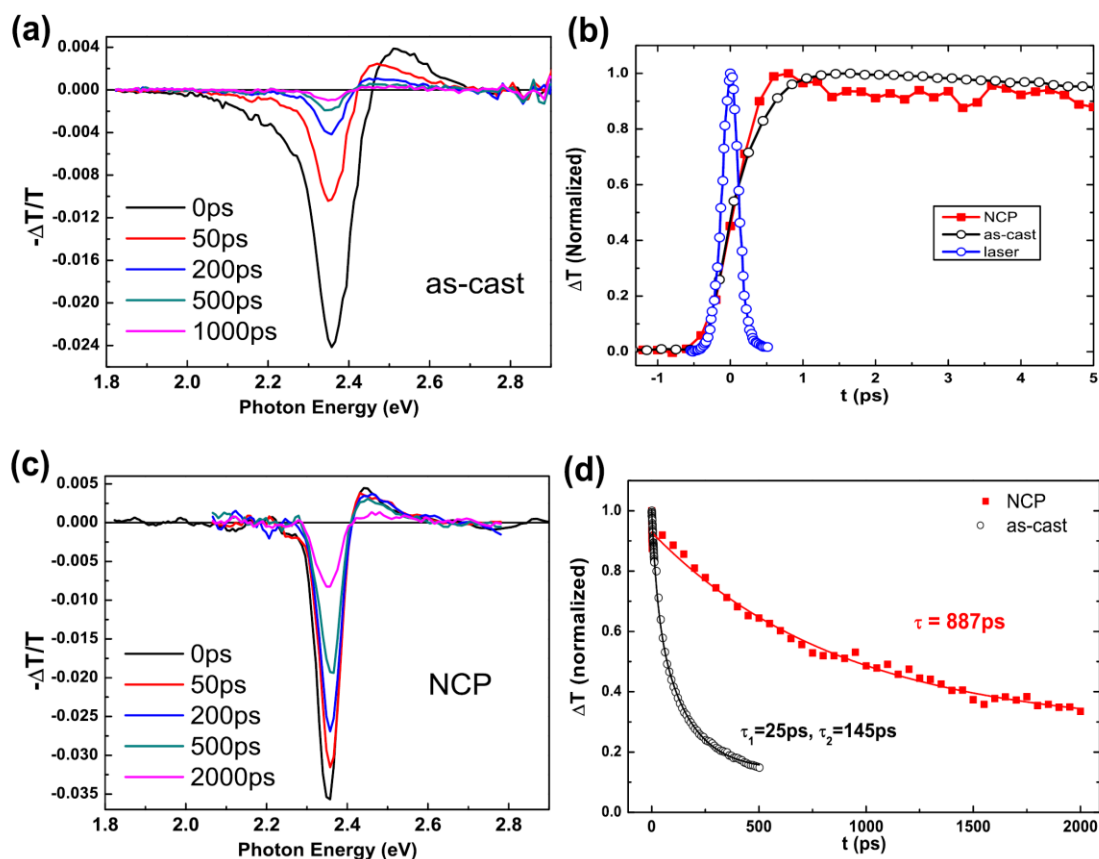 (a)
0.004
0.000
0.004
0.008
0.012
0.016
0.020
0.024
-ΔT/T
0ps
50ps
200ps
500ps
1000ps
as-cast
1.8 2.0 2.2 2.4 2.6 2.8
Photon Energy (eV)
(b)
1.0
0.8
0.6
0.4
0.2
0.0
ΔT (Normalized)
NCP
as-cast
laser
-1 0 1 2 3 4 5
t (ps)
(c)
0.005
0.000
0.005
-0.010
-0.015
-0.020
-0.025
-0.030
-0.035
-ΔT/T
0ps
50ps
200ps
500ps
2000ps
NCP
1.8 2.0 2.2 2.4 2.6 2.8
Photon Energy (eV)
(d)
1.0
0.8
0.6
0.4
0.2
0.0
ΔT (normalized)
NCP
as-cast
τ = 887ps
τ1=25ps, τ2=145ps
0 500 1000 1500 2000
t (ps)